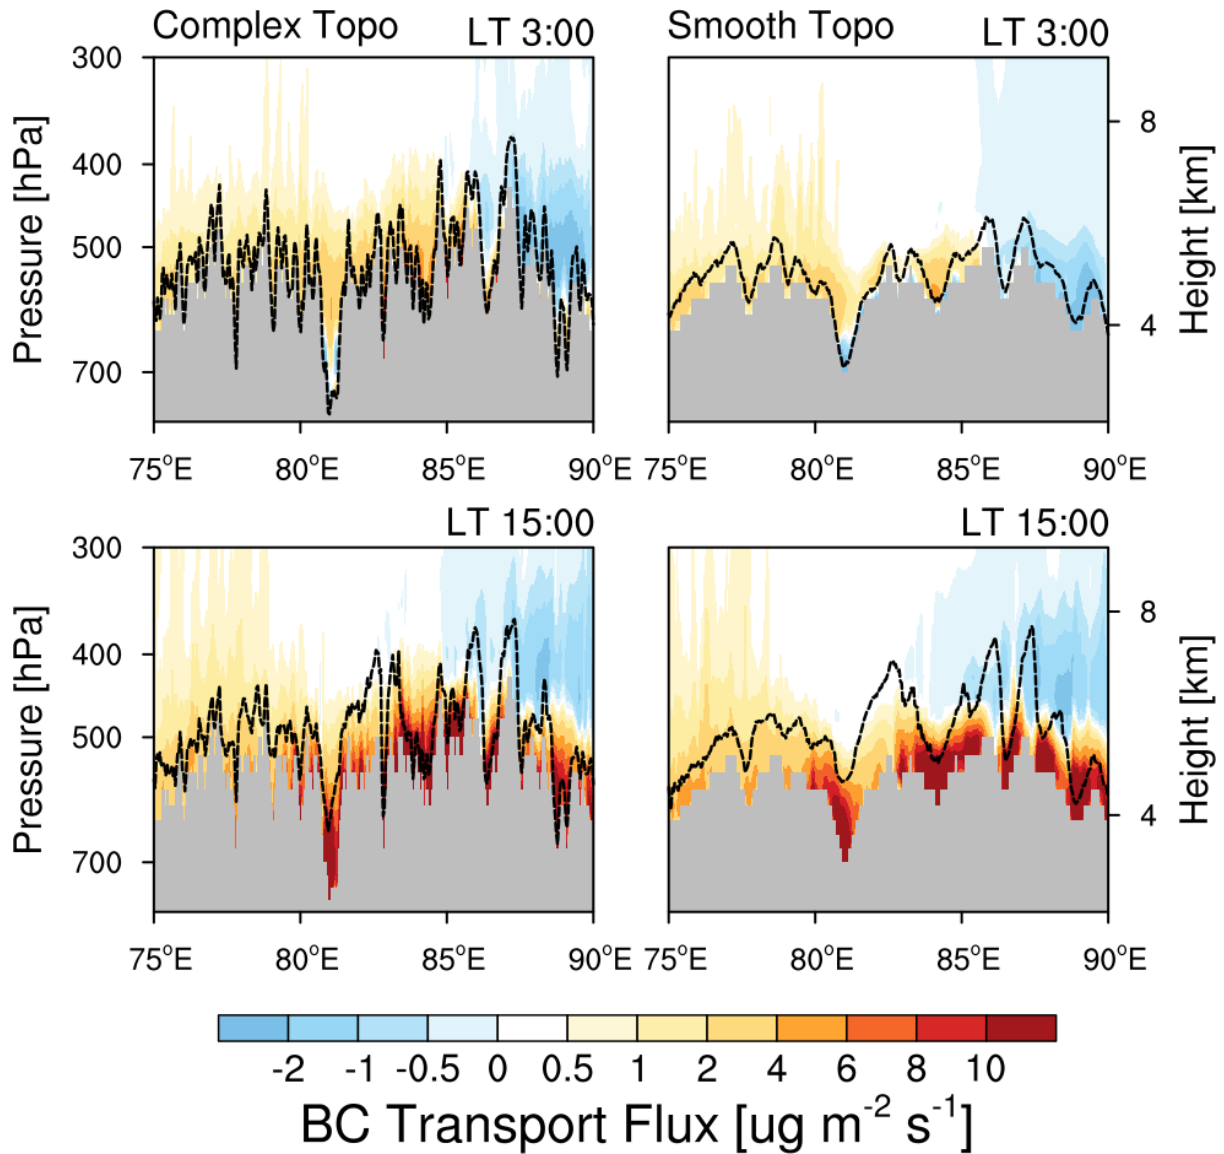 Complex Topo LT 3:00 Smooth Topo LT 3:00
300
400
500
700
Pressure [hPa]
8
4
Height [km]
75°E 80°E 85°E 90°E 75°E 80°E 85°E 90°E
LT 15:00 LT 15:00
300
400
500
700
Pressure [hPa]
8
4
Height [km]
75°E 80°E 85°E 90°E 75°E 80°E 85°E 90°E
-2 -1 -0.5 0 0.5 1 2 4 6 8 10
BC Transport Flux [ug m⁻² s⁻¹]